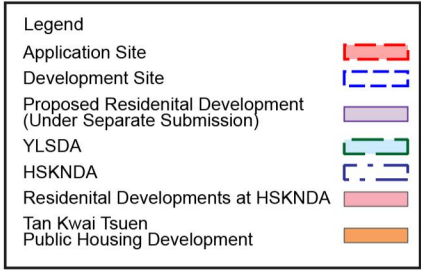 Legend
Application Site
Development Site
Proposed Residenital Development
(Under Separate Submission)
YLSDA
HSKNDA
Residenital Developments at HSKNDA
Tan Kwai Tsuen
Public Housing Development